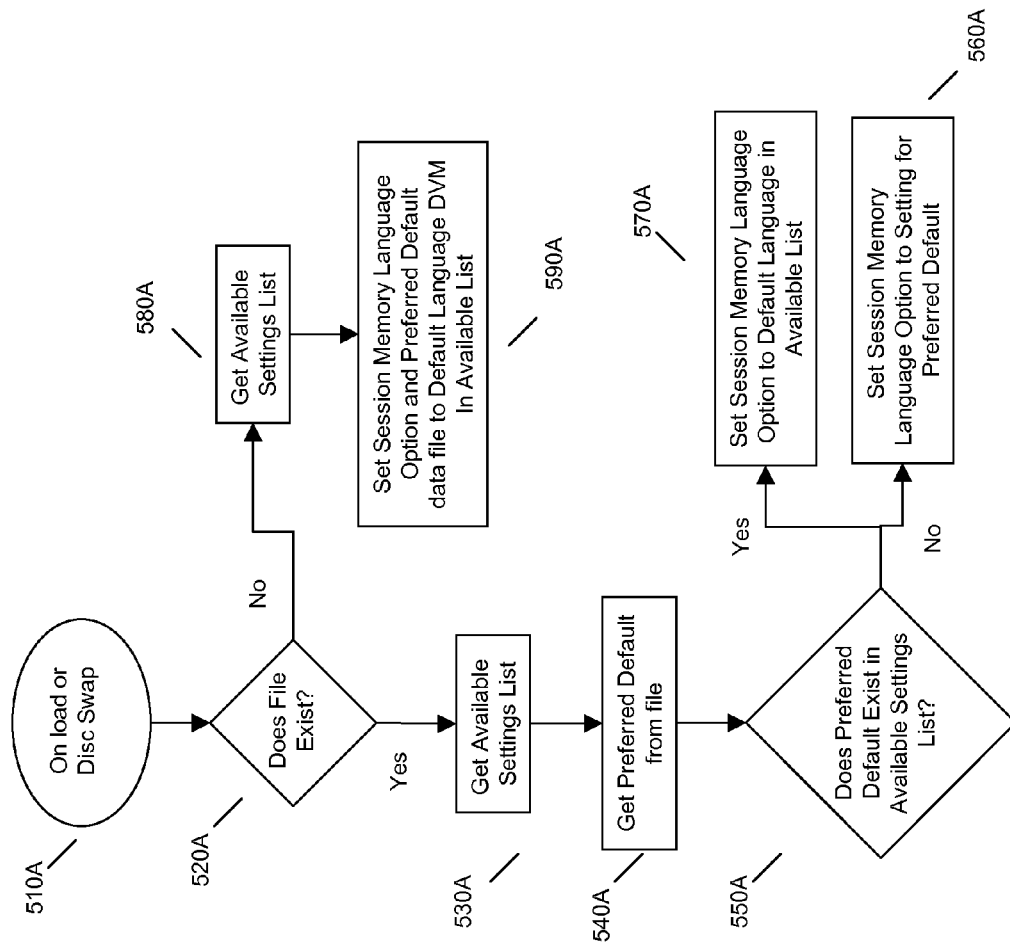 510A
On load or
Disc Swap
520A
Does File
Exist?
No
580A
Get Available
Settings List
Set Session Memory Language
Option and Preferred Default
data file to Default Language DVM
In Available List
590A
Yes
530A
Get Available
Settings List
540A
Get Preferred Default
from file
550A
Does Preferred
Default Exist in
Available Settings
List?
Yes
570A
Set Session Memory Language
Option to Default Language in
Available List
No
Set Session Memory
Language Option to Setting for
Preferred Default
560A